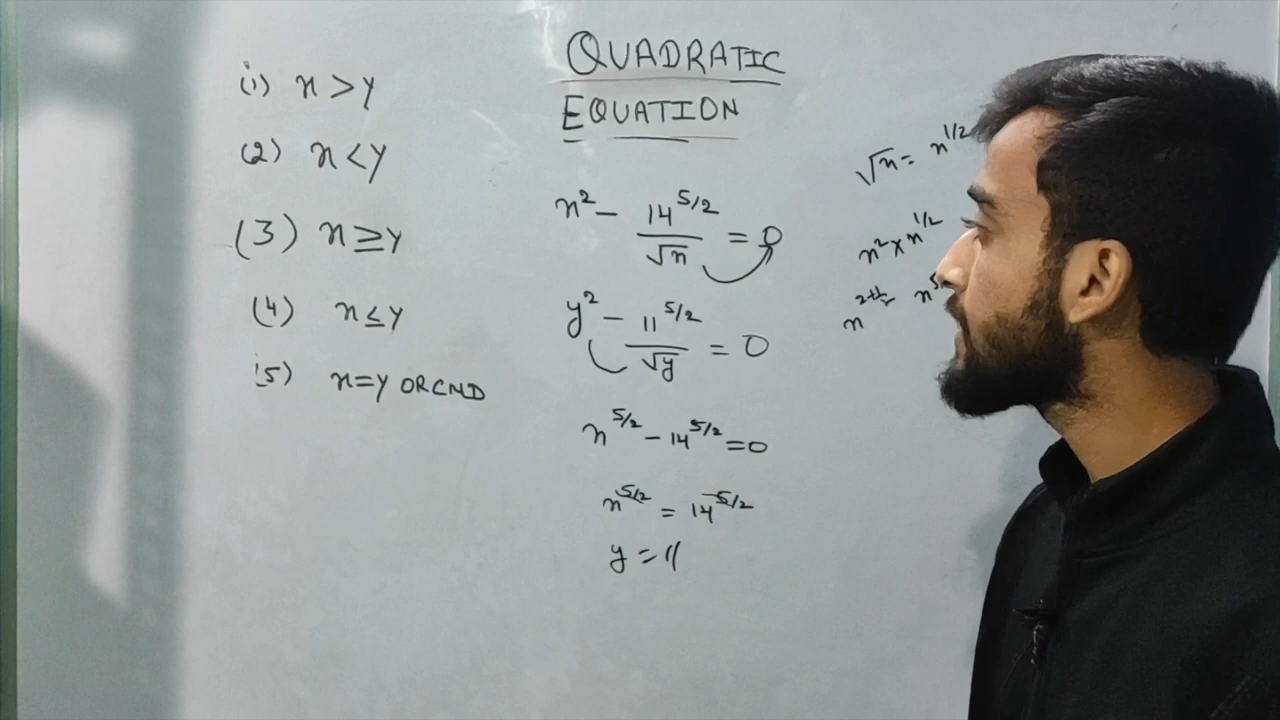 (1) x > y
(2) x < y
(3) x ≥ y
(4) x ≤ y
(5) x = y OR CND
QUADRATIC
EQUATION
x² - 14^5/2 / √x = 0
y² - 11^5/2 / √y = 0
x^5/2 - 14^5/2 = 0
x^5/2 = 14^5/2
y = 11
√x = x^1/2
x² × x^1/2